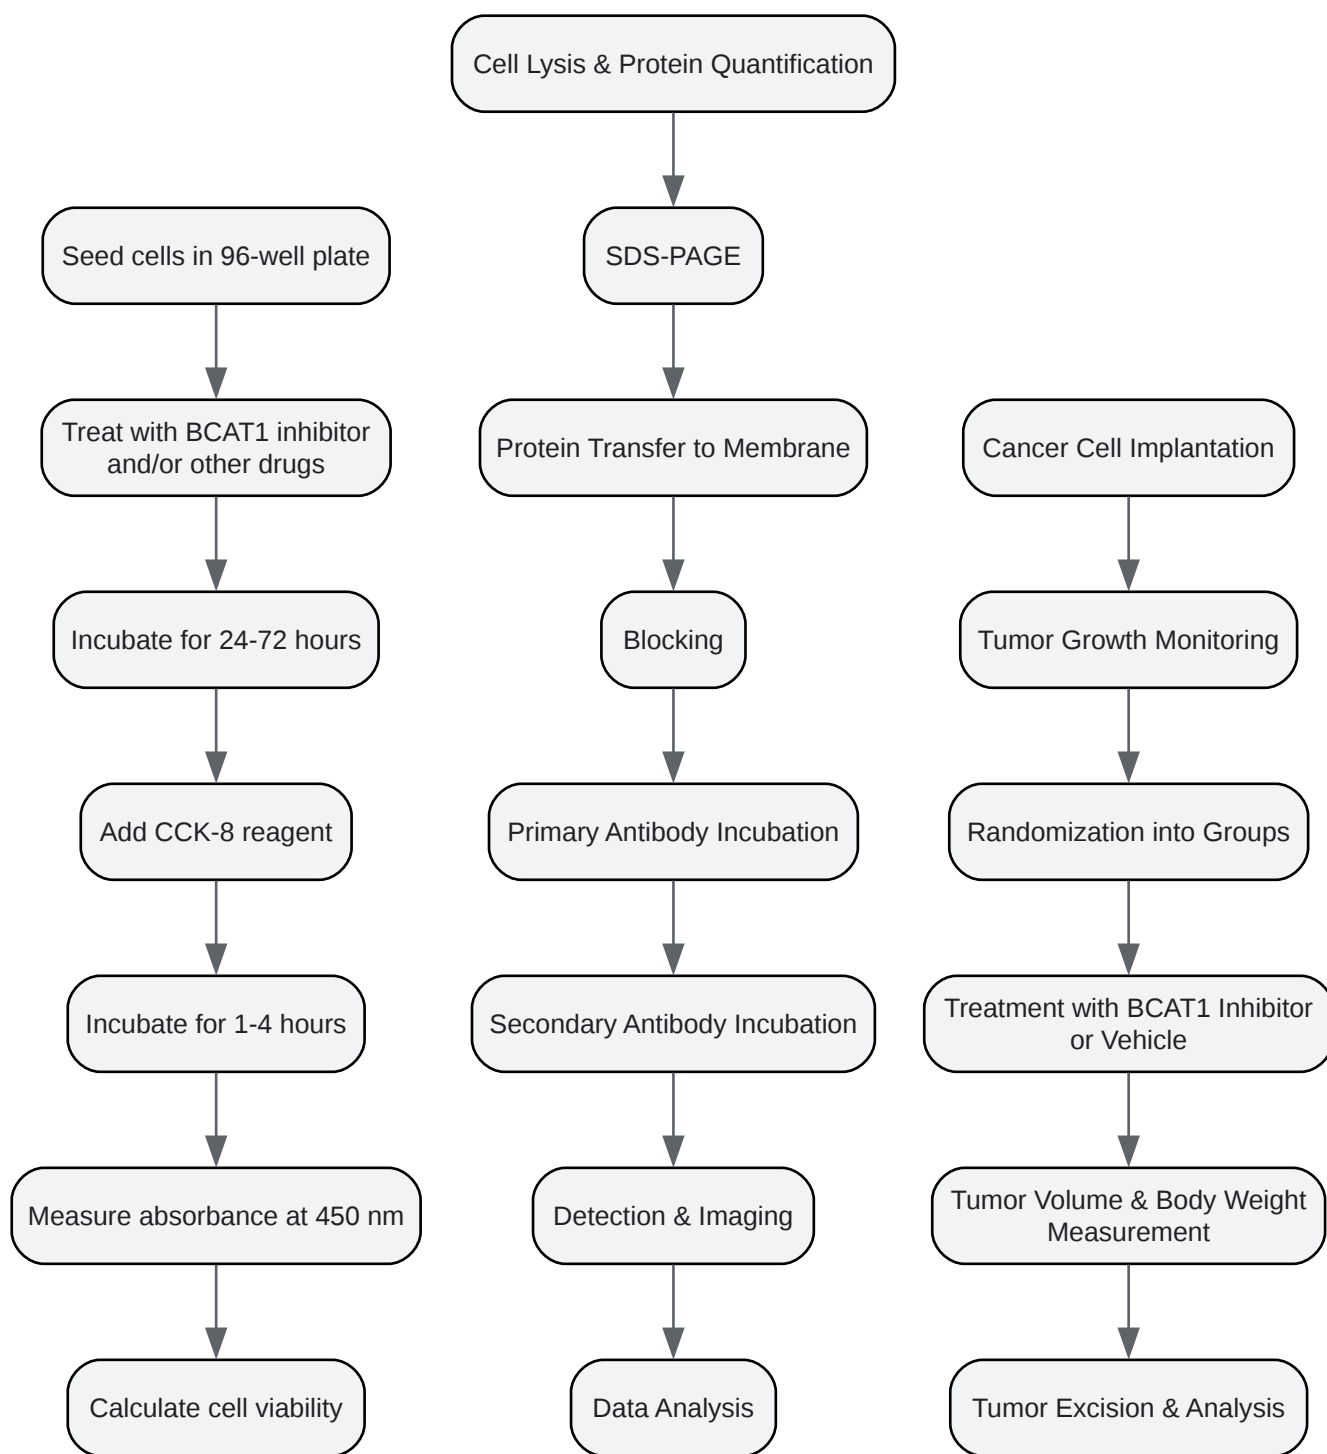 Cell Lysis & Protein Quantification
Seed cells in 96-well plate
SDS-PAGE
Treat with BCAT1 inhibitor
and/or other drugs
Protein Transfer to Membrane
Cancer Cell Implantation
Incubate for 24-72 hours
Blocking
Tumor Growth Monitoring
Add CCK-8 reagent
Primary Antibody Incubation
Randomization into Groups
Incubate for 1-4 hours
Secondary Antibody Incubation
Treatment with BCAT1 Inhibitor
or Vehicle
Measure absorbance at 450 nm
Detection & Imaging
Tumor Volume & Body Weight
Measurement
Calculate cell viability
Data Analysis
Tumor Excision & Analysis